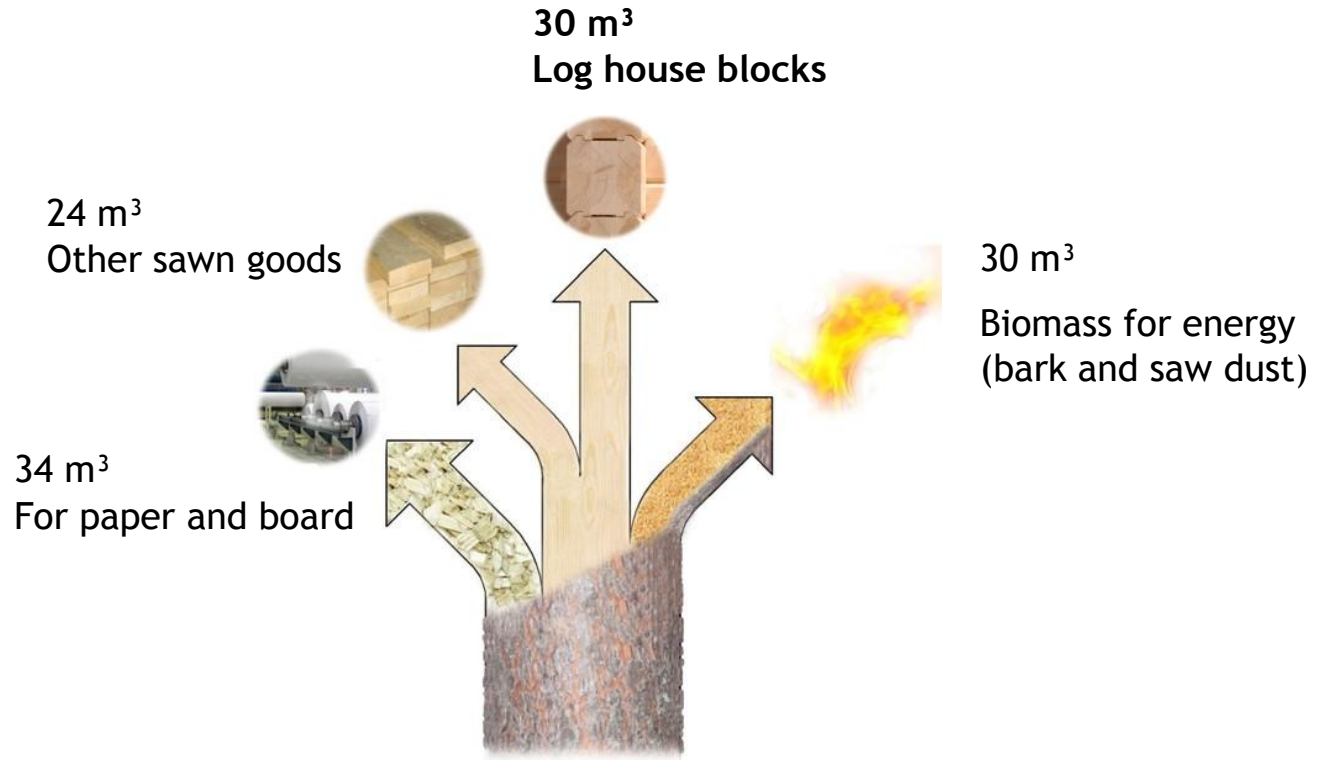 30 m³
Log house blocks
24 m³
Other sawn goods
30 m³
Biomass for energy
(bark and saw dust)
34 m³
For paper and board